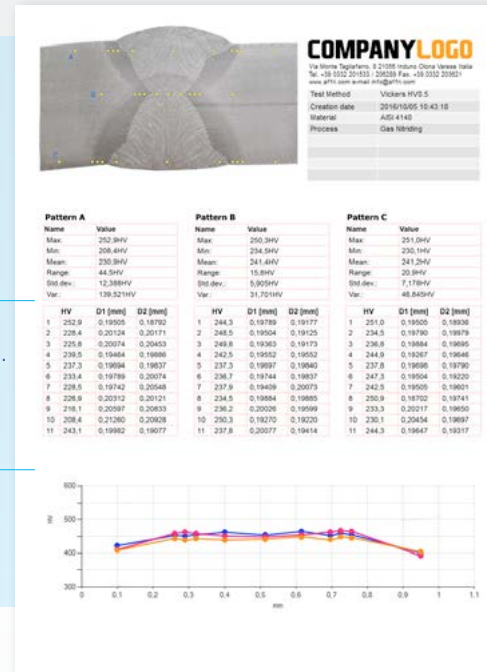 COMPANYLOGO
Via Monte Tagliaferro, 8 21056 Induno Olona Varese Italia
Tel. +39 0332 201533 / 206289 Fax. +39 0332 203621
www.affri.com e-mail info@affri.com
Test Method Vickers HV0.5
Creation date 2016/10/05 10:43:18
Material AISI 4140
Process Gas Nitriding
A
B
C
Pattern A
Name Value
Max: 252,9HV
Min: 208,4HV
Mean: 230,9HV
Range: 44,5HV
Std.dev.: 12,388HV
Var.: 139,521HV
HV D1 [mm] D2 [mm]
1 252,9 0,19505 0,18792
2 228,4 0,20124 0,20171
3 225,8 0,20074 0,20453
4 239,5 0,19464 0,19886
5 237,3 0,19694 0,19837
6 233,4 0,19789 0,20074
7 228,5 0,19742 0,20548
8 226,9 0,20312 0,20121
9 216,1 0,20597 0,20833
10 208,4 0,21260 0,20928
11 243,1 0,19982 0,19077
Pattern B
Name Value
Max: 250,3HV
Min: 234,5HV
Mean: 241,4HV
Range: 15,8HV
Std.dev.: 5,905HV
Var.: 31,701HV
HV D1 [mm] D2 [mm]
1 244,3 0,19789 0,19177
2 248,5 0,19504 0,19125
3 249,8 0,19363 0,19173
4 242,5 0,19552 0,19552
5 237,3 0,19697 0,19840
6 236,7 0,19744 0,19837
7 237,9 0,19409 0,20073
8 234,5 0,19884 0,19885
9 236,2 0,20026 0,19599
10 250,3 0,19270 0,19220
11 237,8 0,20077 0,19414
Pattern C
Name Value
Max: 251,0HV
Min: 230,1HV
Mean: 241,2HV
Range: 20,9HV
Std.dev.: 7,178HV
Var.: 46,845HV
HV D1 [mm] D2 [mm]
1 251,0 0,19505 0,18938
2 234,5 0,19790 0,19979
3 236,8 0,19884 0,19695
4 244,9 0,19267 0,19646
5 237,8 0,19698 0,19790
6 247,3 0,19504 0,19220
7 242,5 0,19505 0,19601
8 250,9 0,18702 0,19741
9 233,3 0,20217 0,19650
10 230,1 0,20454 0,19697
11 244,3 0,19647 0,19317
600
500
400
300
HV
0 0,1 0,2 0,3 0,4 0,5 0,6 0,7 0,8 0,9 1 1,1
mm